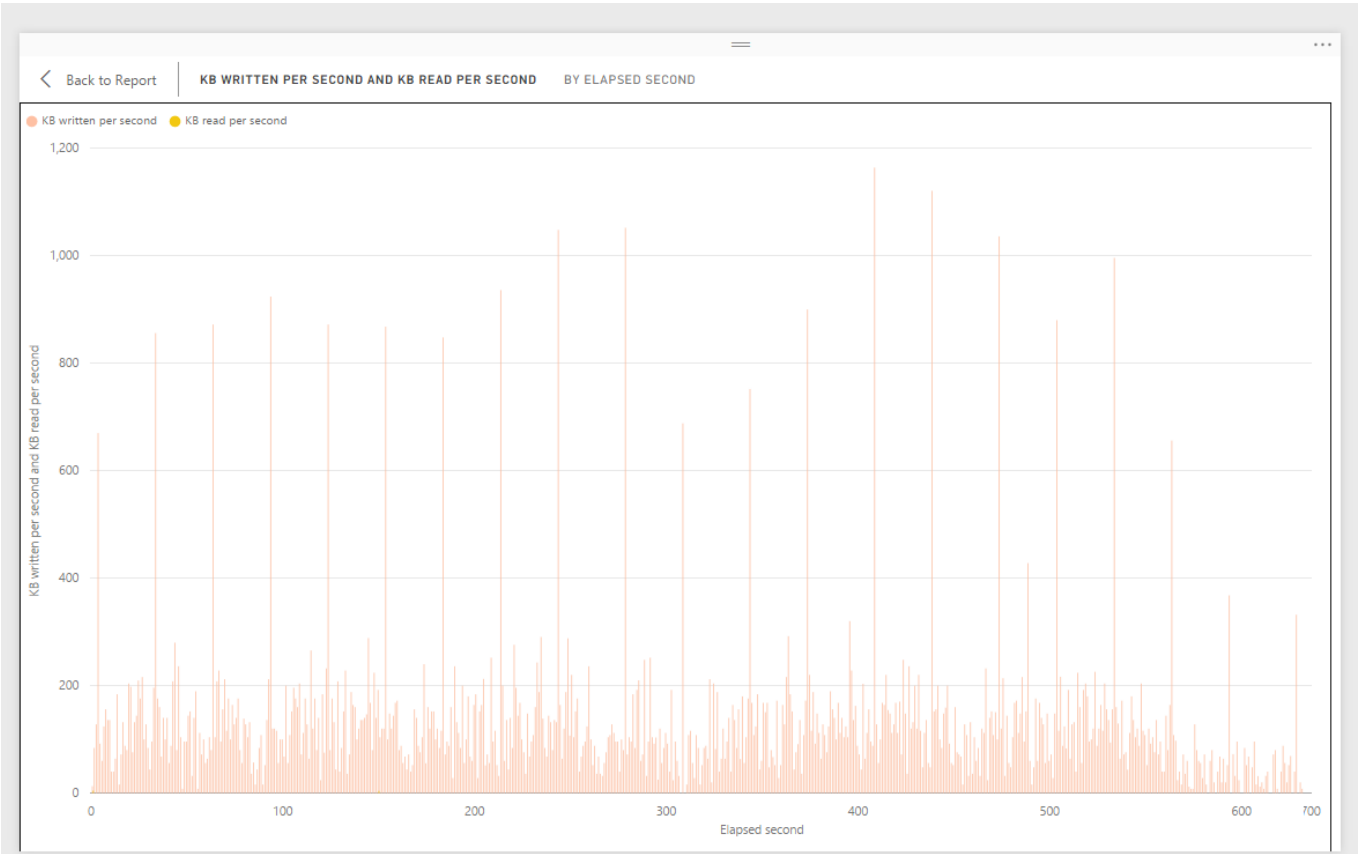 Back to Report
KB WRITTEN PER SECOND AND KB READ PER SECOND BY ELAPSED SECOND
KB written per second KB read per second
KB written per second and KB read per second
1,200
1,000
800
600
400
200
0
0 100 200 300 400 500 600 700
Elapsed second